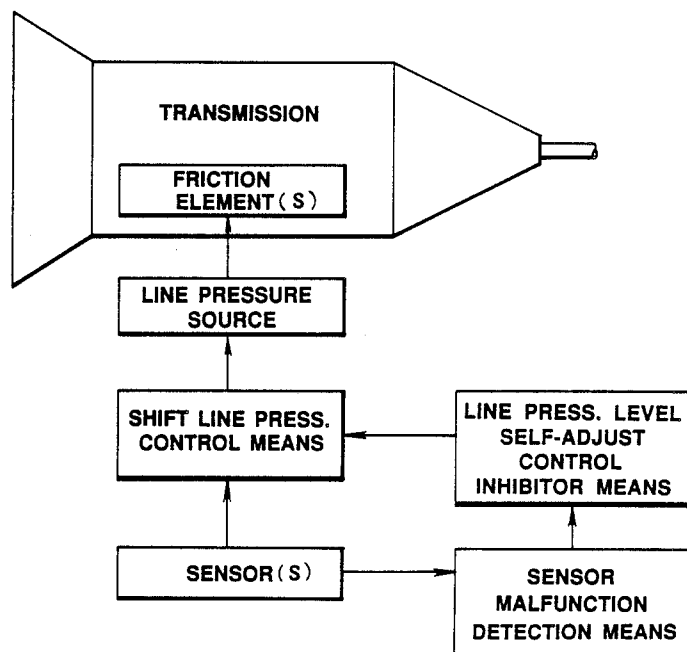 TRANSMISSION
FRICTION
ELEMENT(S)
LINE PRESSURE
SOURCE
SHIFT LINE PRESS.
CONTROL MEANS
LINE PRESS. LEVEL
SELF-ADJUST
CONTROL
INHIBITOR MEANS
SENSOR(S)
SENSOR
MALFUNCTION
DETECTION MEANS